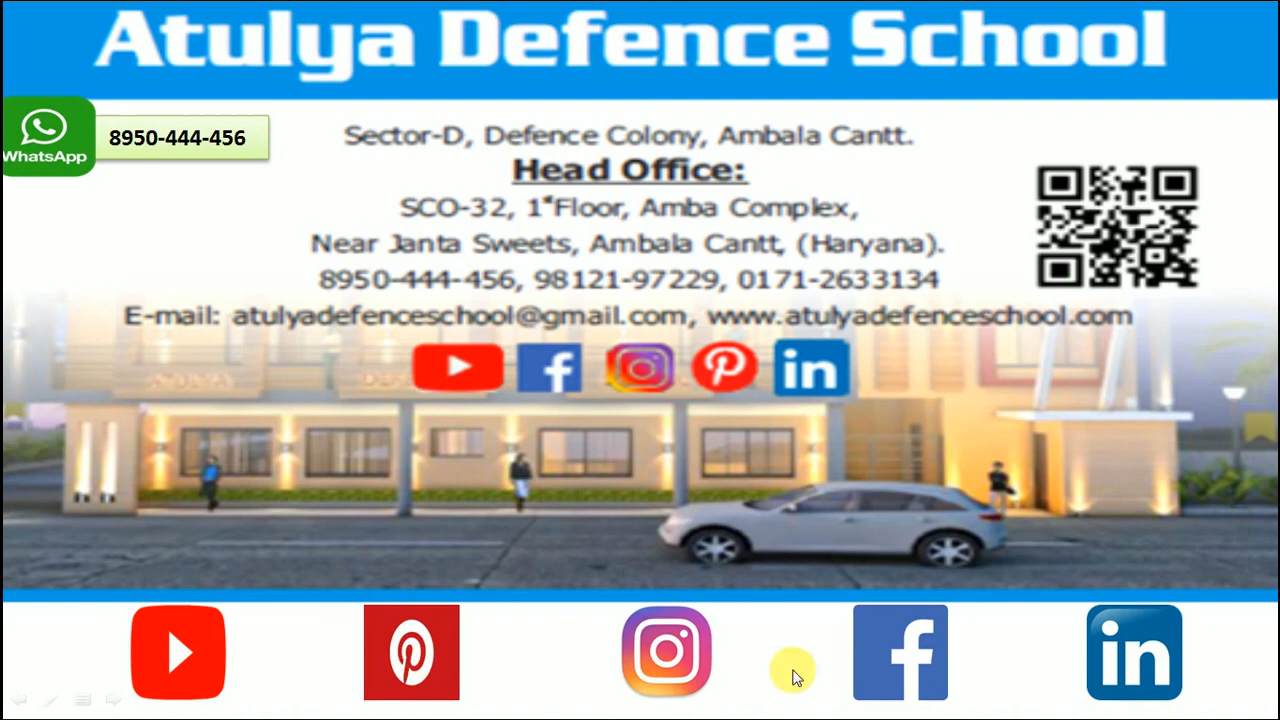 Atulya Defence School
WhatsApp
8950-444-456
Sector-D, Defence Colony, Ambala Cantt.
Head Office:
SCO-32, 1st Floor, Amba Complex,
Near Janta Sweets, Ambala Cantt, (Haryana).
8950-444-456, 98121-97229, 0171-2633134
E-mail: atulyadefenceschool@gmail.com, www.atulyadefenceschool.com
f
in
f
in